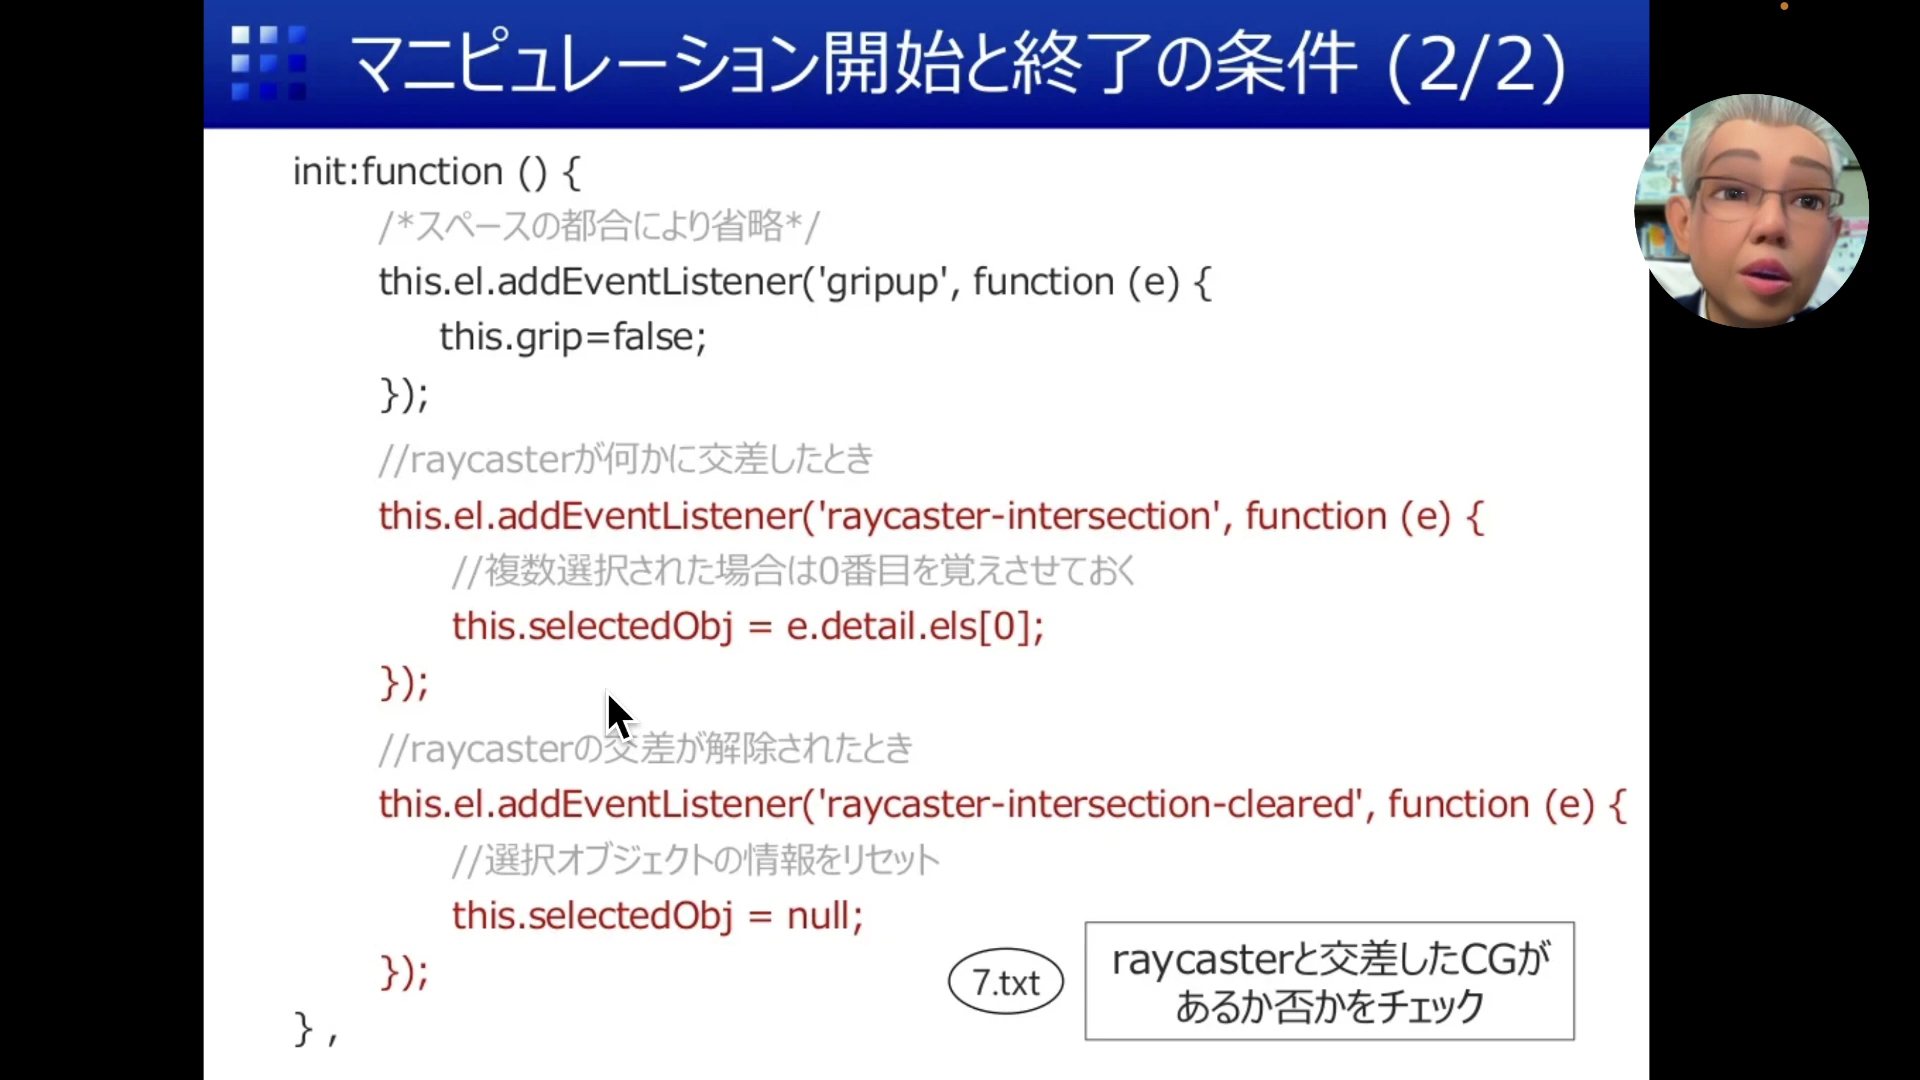 マニピュレーション開始と終了の条件 (2/2)
init:function () {
/*スペースの都合により省略*/
this.el.addEventListener('gripup', function (e) {
this.grip=false;
});
//raycasterが何かに交差したとき
this.el.addEventListener('raycaster-intersection', function (e) {
//複数選択された場合は0番目を覚えさせておく
this.selectedObj = e.detail.els[0];
});
//raycasterの交差が解除されたとき
this.el.addEventListener('raycaster-intersection-cleared', function (e) {
//選択オブジェクトの情報をリセット
this.selectedObj = null;
});
} ,
7.txt
raycasterと交差したCGが
あるか否かをチェック